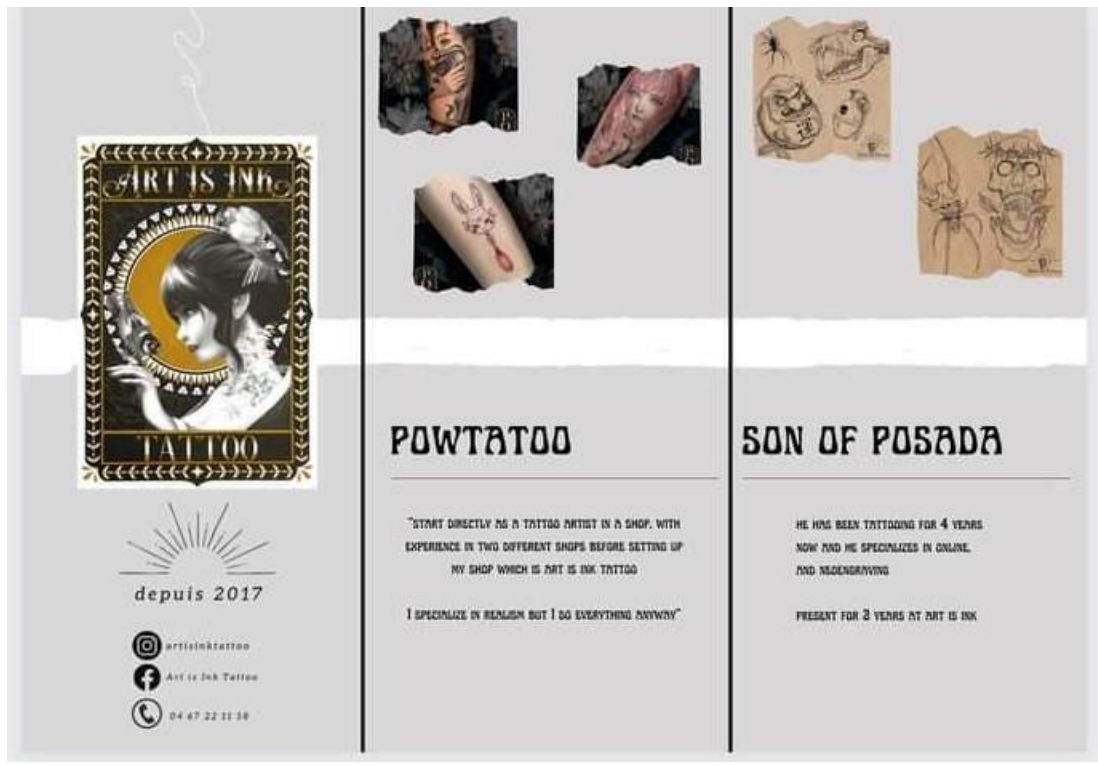 ART IS INK
TATTOO
depuis 2017
artisinktattoo
Art is Ink Tattoo
04 67 22 11 38
POWTATOO
"START DIRECTLY AS A TATTOO ARTIST IN A SHOP. WITH
EXPERIENCE IN TWO DIFFERENT SHOPS BEFORE SETTING UP
MY SHOP WHICH IS ART IS INK TATTOO
I SPECIALIZE IN REALISM BUT I DO EVERYTHING ANYWAY"
SON OF POSADA
HE HAS BEEN TATTOOING FOR 4 YEARS
NOW AND HE SPECIALIZES IN ONLINE,
AND NEOENGRAVING
PRESENT FOR 2 YEARS AT ART IS INK